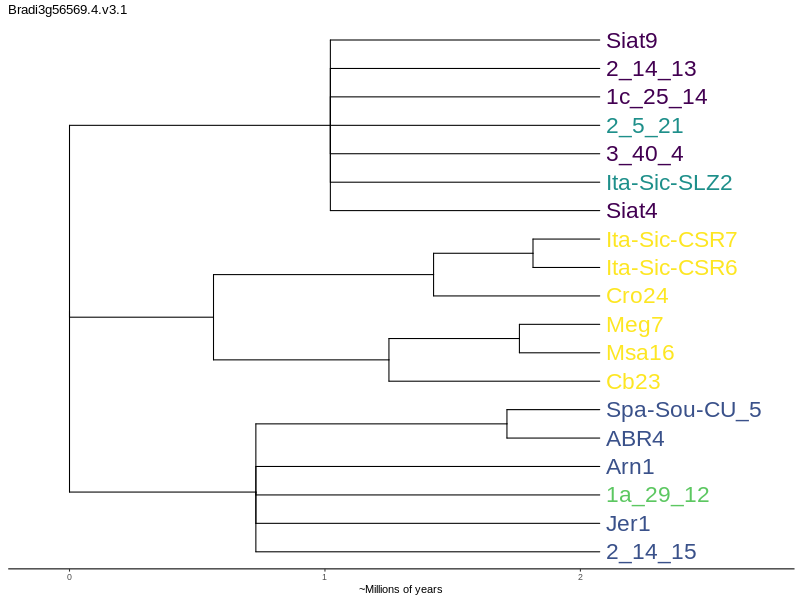 Bradi3g56569.4.v3.1
Siat9
2_14_13
1c_25_14
2_5_21
3_40_4
Ita-Sic-SLZ2
Siat4
Ita-Sic-CSR7
Ita-Sic-CSR6
Cro24
Meg7
Msa16
Cb23
Spa-Sou-CU_5
ABR4
Arn1
1a_29_12
Jer1
2_14_15
0 1 2
~Millions of years